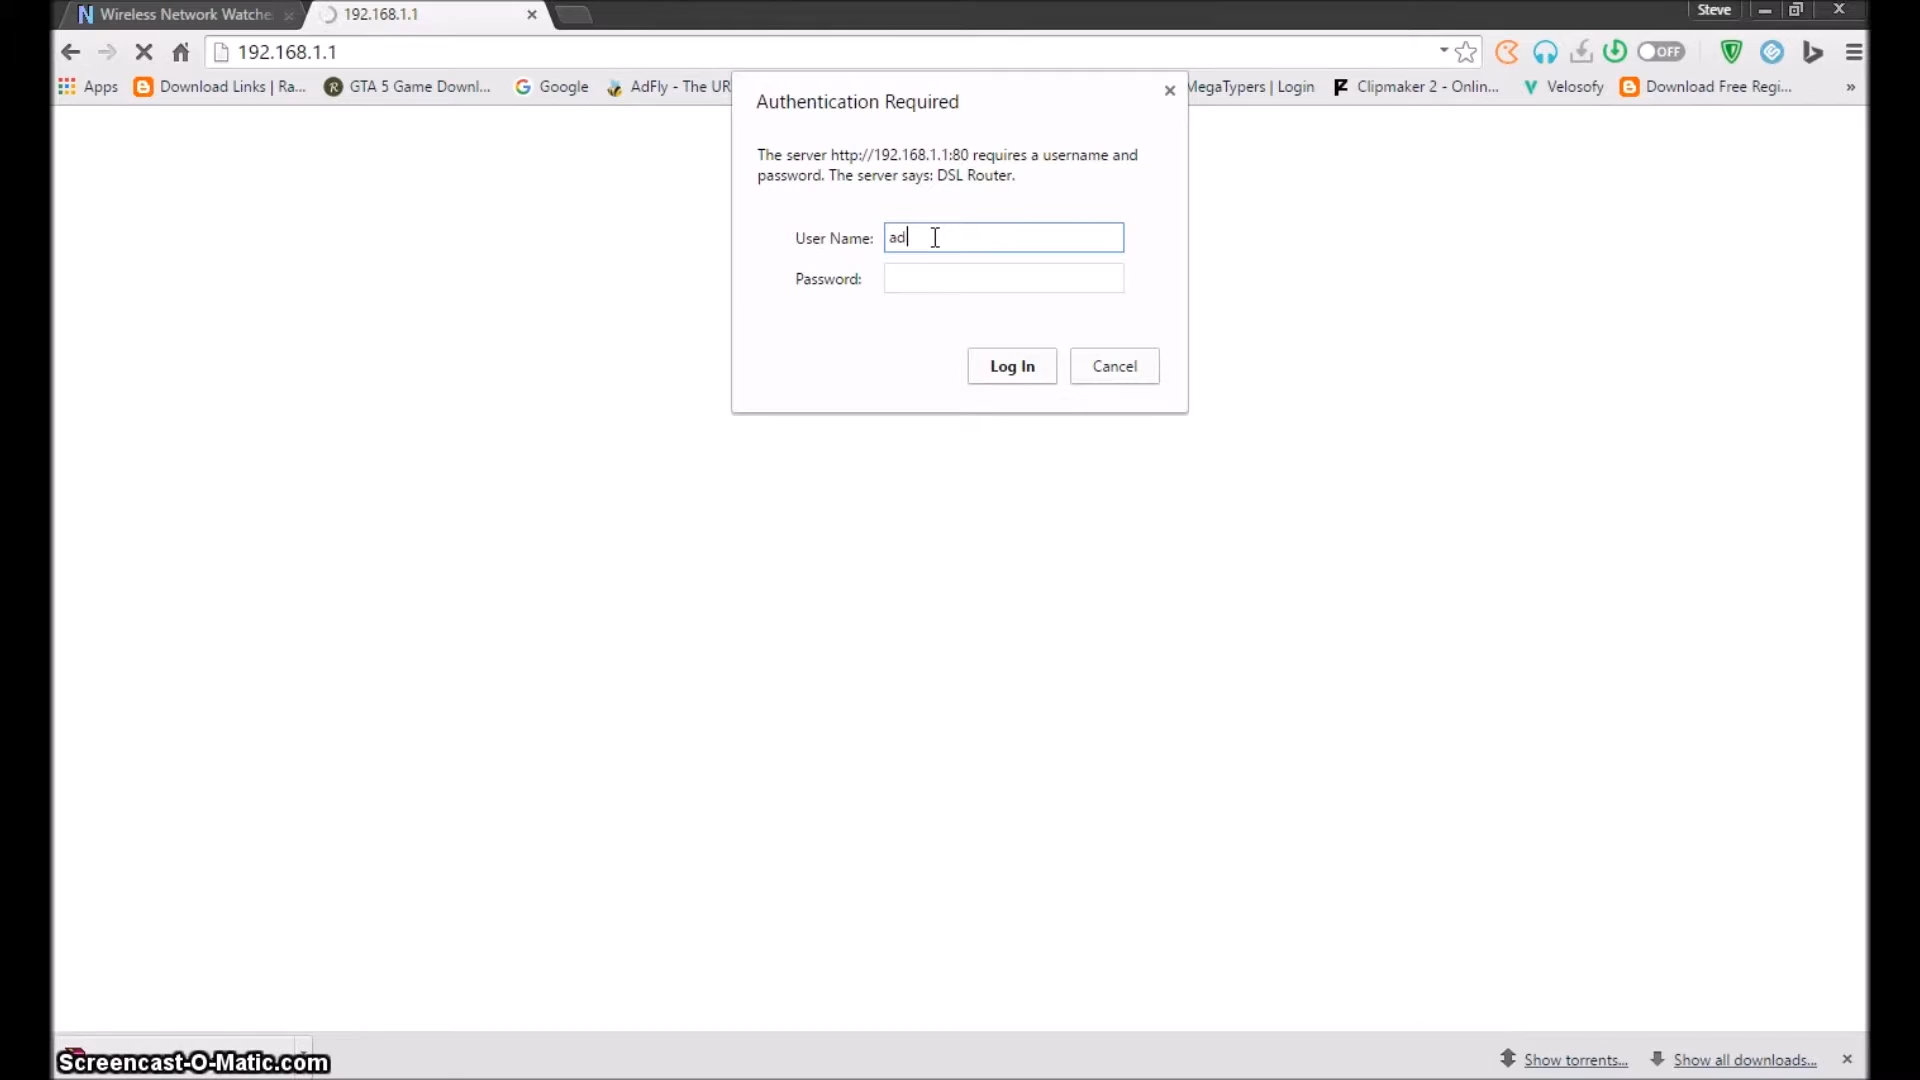 Wireless Network Watche
192.168.1.1
Steve
192.168.1.1
OFF
Apps
Download Links | Ra...
GTA 5 Game Downl...
Google
AdFly - The UR
MegaTypers | Login
Clipmaker 2 - Onlin...
Velosofy
Download Free Regi...
»
Authentication Required
The server http://192.168.1.1:80 requires a username and
password. The server says: DSL Router.
User Name: ad
Password:
Log In
Cancel
Screencast-O-Matic.com
Show torrents...
Show all downloads...